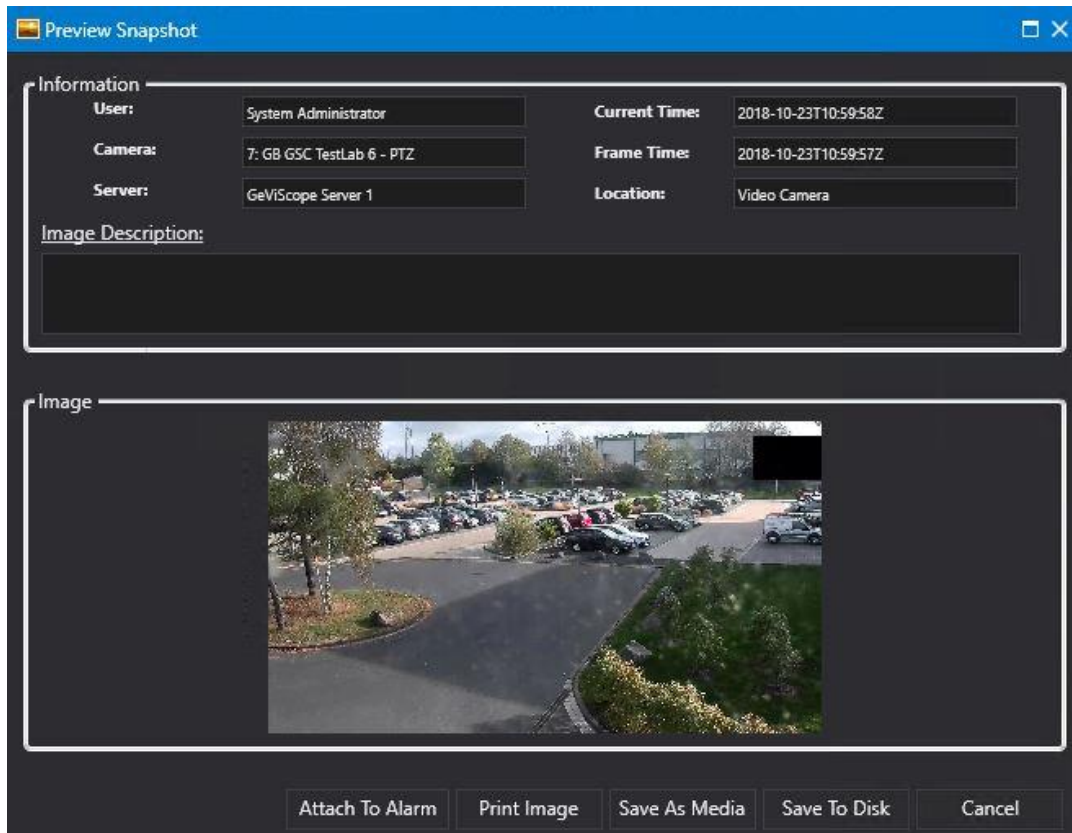 Preview Snapshot
Information
User: System Administrator Current Time: 2018-10-23T10:59:58Z
Camera: 7: GB GSC TestLab 6 - PTZ Frame Time: 2018-10-23T10:59:57Z
Server: GeViScope Server 1 Location: Video Camera
Image Description:
Image
Attach To Alarm Print Image Save As Media Save To Disk Cancel